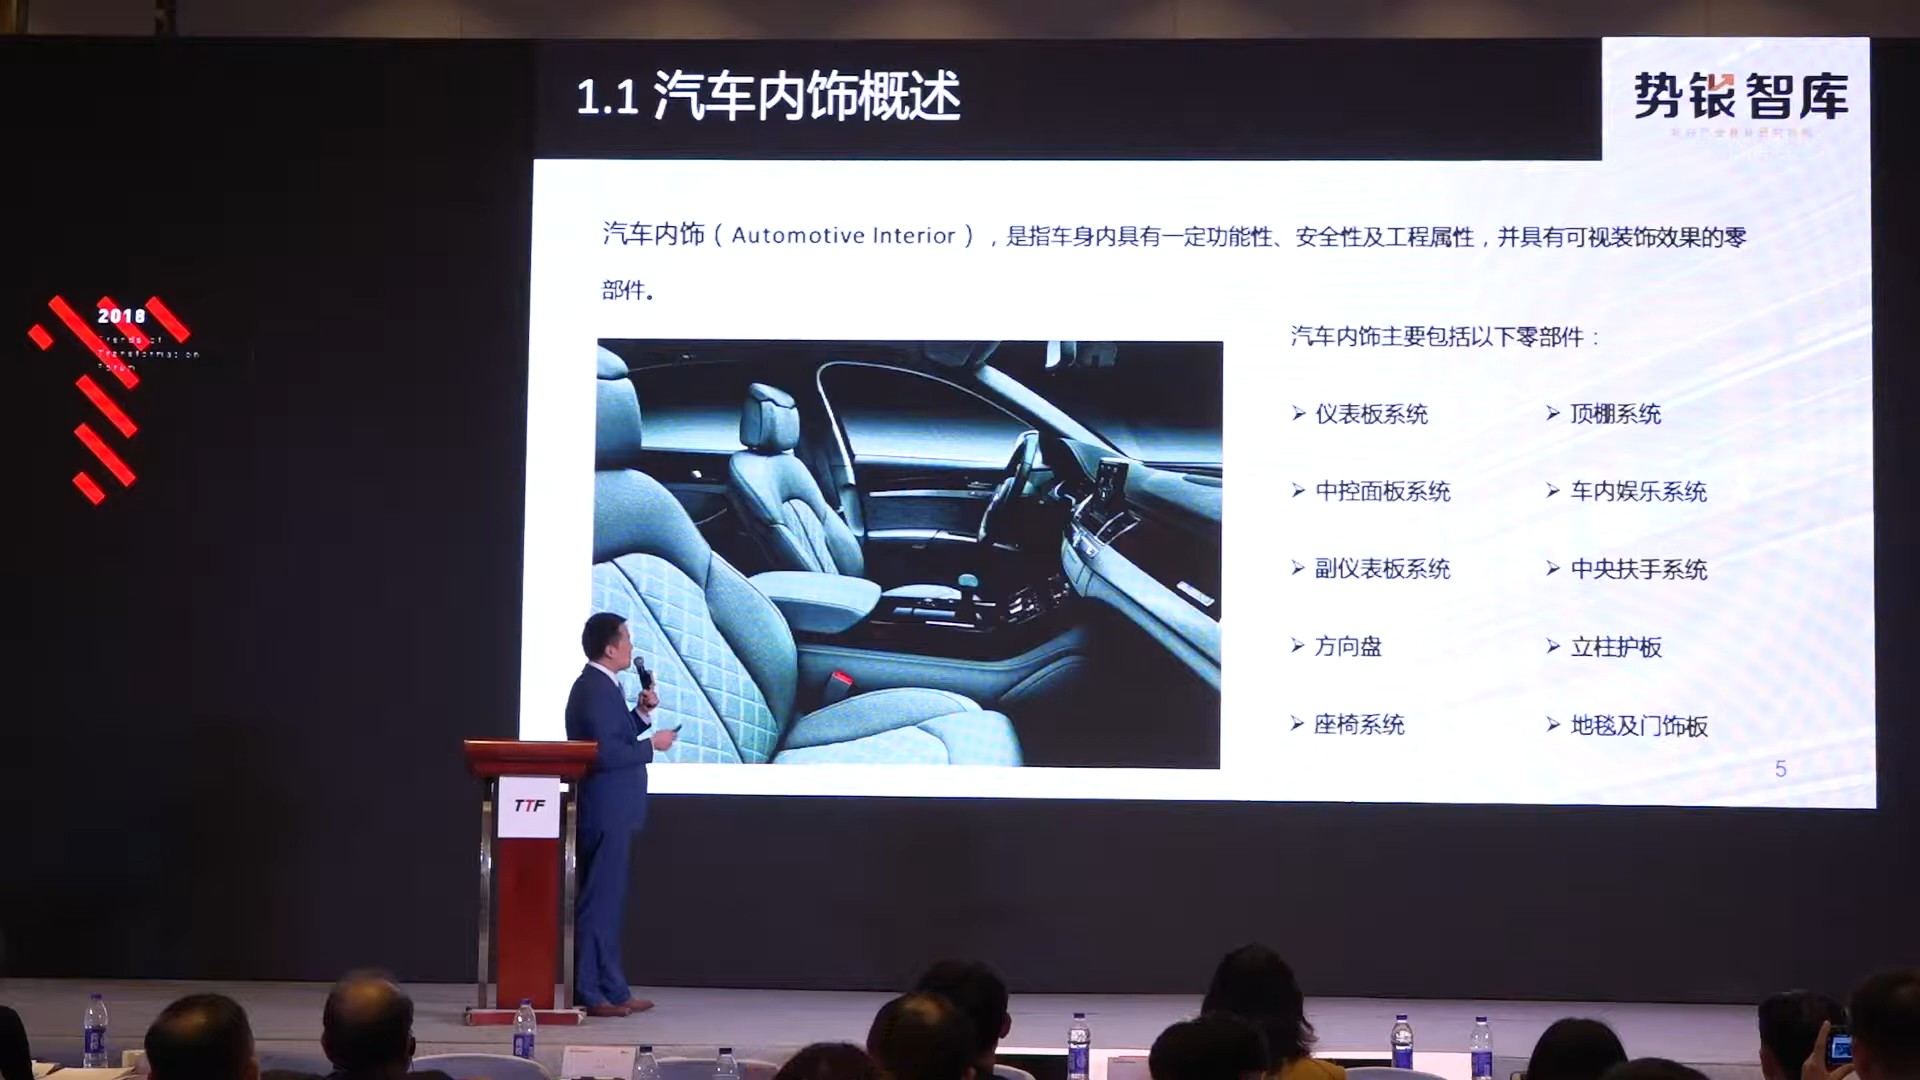 1.1 汽车内饰概述
势银智库
汽车内饰（Automotive Interior），是指车身内具有一定功能性、安全性及工程属性，并具有可视装饰效果的零
部件。
2018
Trends of
Transformation
Forum
汽车内饰主要包括以下零部件：
➢ 仪表板系统
➢ 顶棚系统
➢ 中控面板系统
➢ 车内娱乐系统
➢ 副仪表板系统
➢ 中央扶手系统
➢ 方向盘
➢ 立柱护板
➢ 座椅系统
➢ 地毯及门饰板
5
TTF